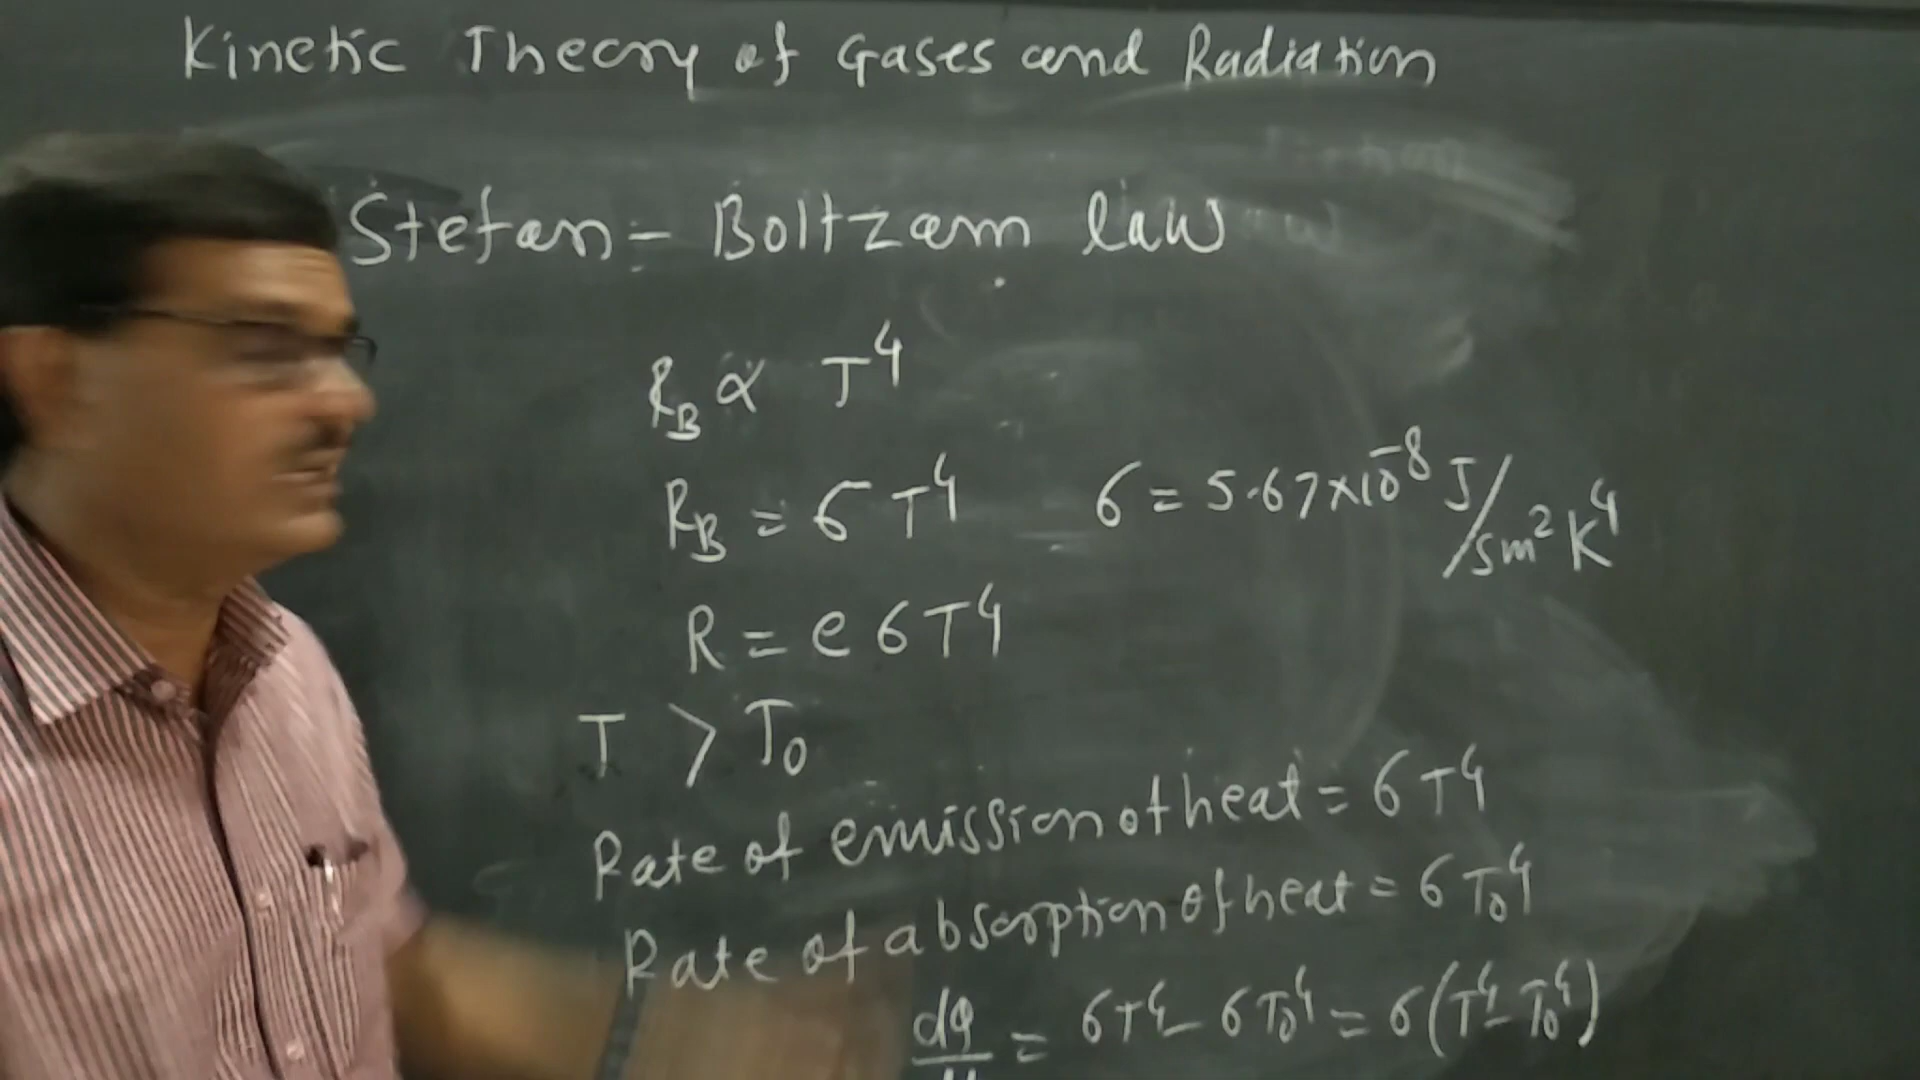 Kinetic Theory of Gases and Radiation
Stefan - Boltzam law
R_B ∝ T^4
R_B = σ T^4 σ = 5.67×10^-8 J/sm^2 K^4
R = e σ T^4
T > T_0
Rate of emission of heat = σ T^4
Rate of absorption of heat = σ T_0^4
dQ = σT^4 - σT_0^4 = σ(T^4 - T_0^4)